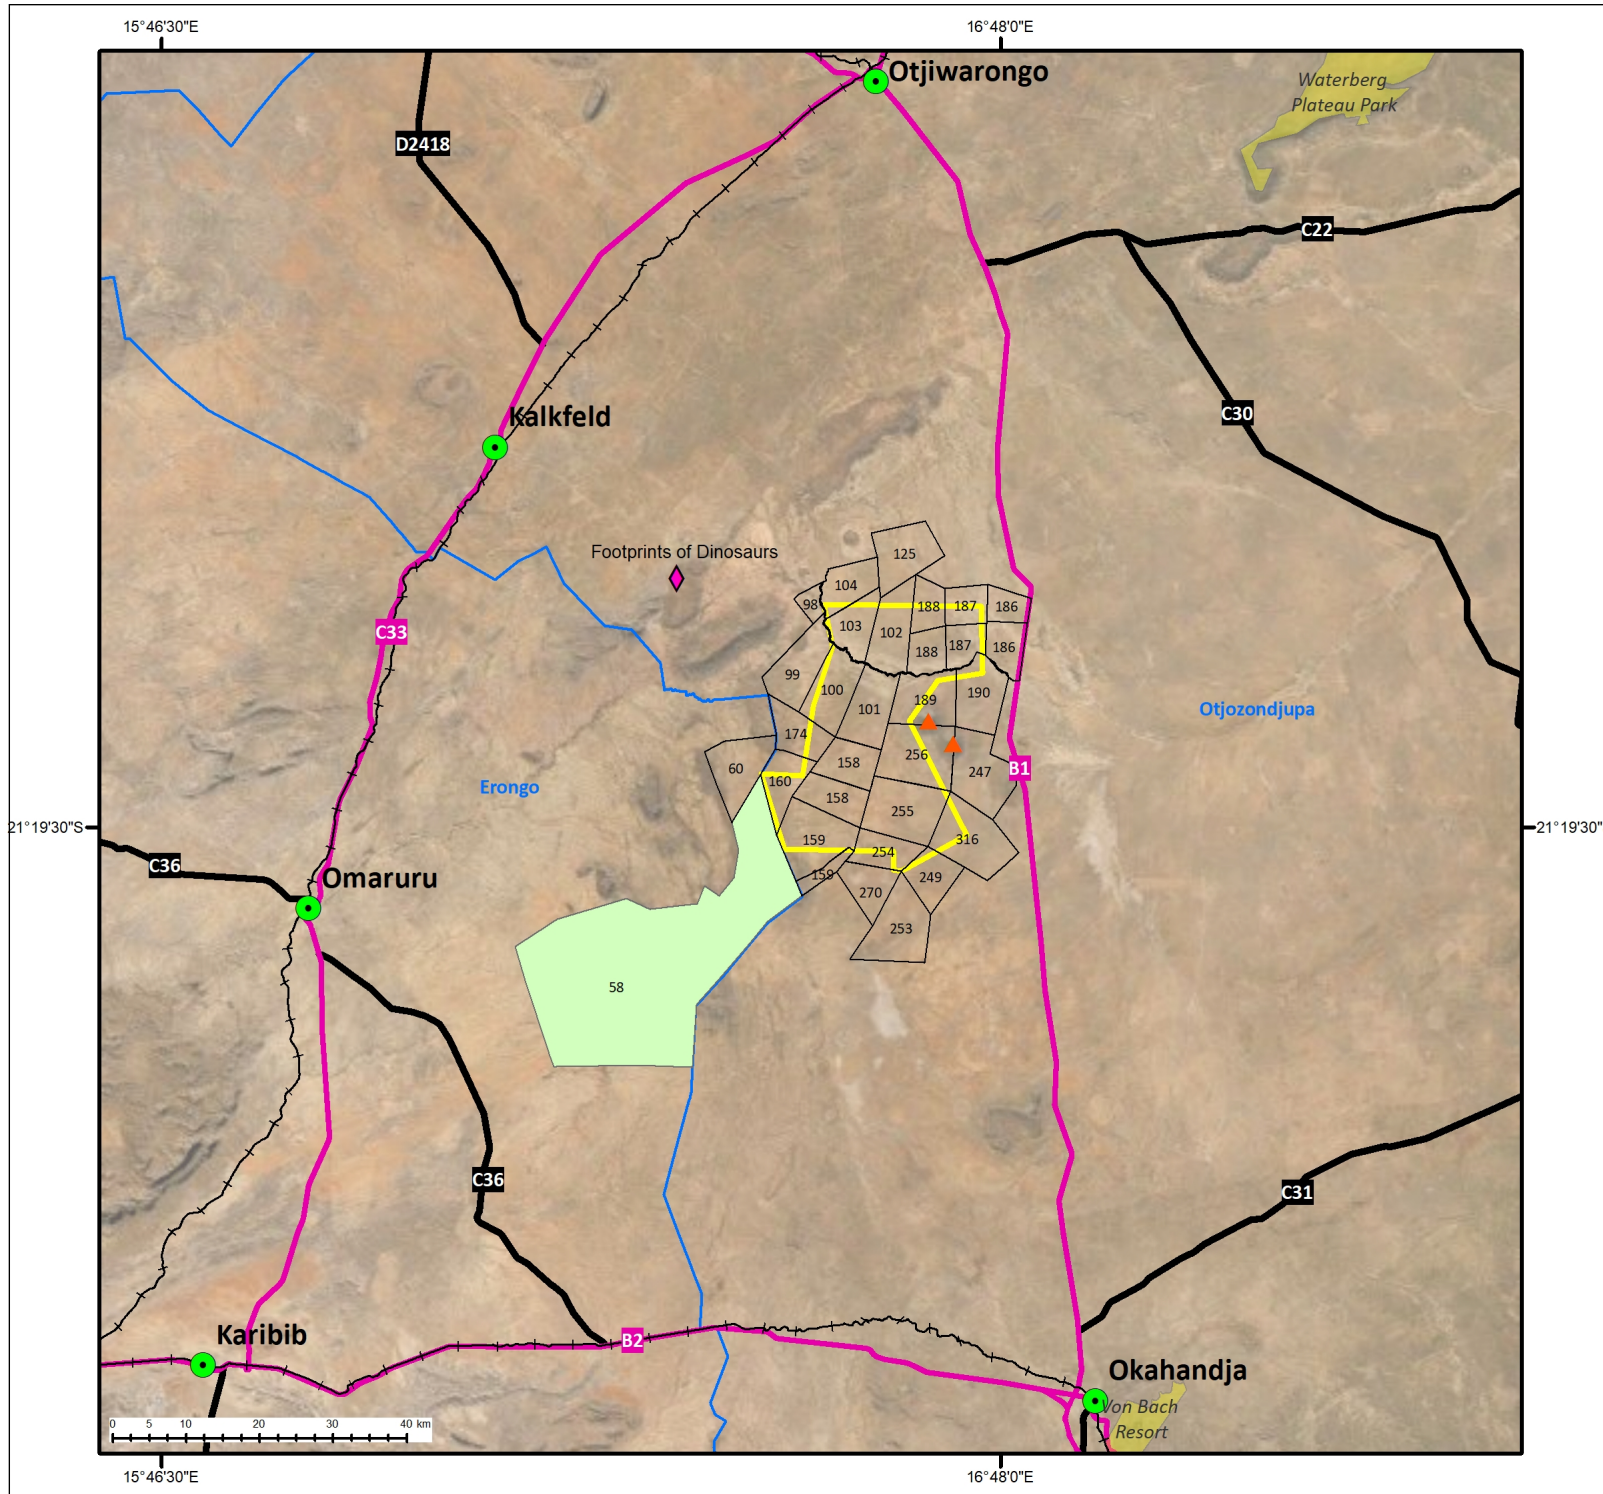 15°46'30"E
16°48'0"E
Otjiwarongo
Waterberg
Plateau Park
D2418
C22
Kalkfeld
C30
Footprints of Dinosaurs
125
104
98
188
187
186
103
102
188
187
186
99
100
190
189
101
174
256
158
60
160
247
B1
158
255
159
316
254
159
249
270
253
58
C33
Otjozondjupa
Erongo
21°19'30"S
21°19'30"S
C36
Omaruru
C36
C31
Karibib
B2
Okahandja
Von Bach
Resort
0 5 10 20 30 40 km
15°46'30"E
16°48'0"E